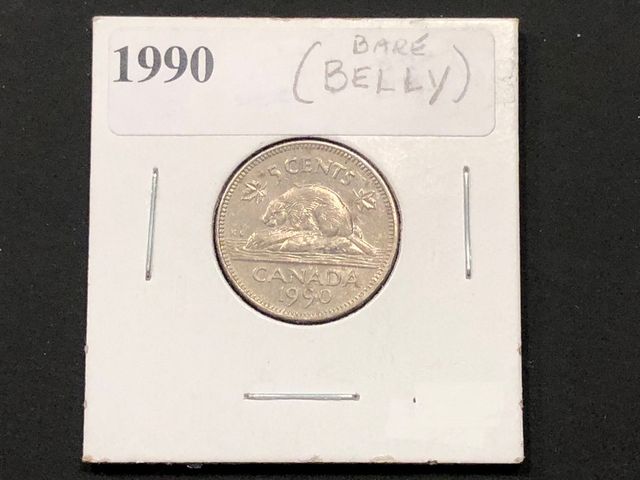 1990
BARE
(BELLY)
5 CENTS
CANADA
1990